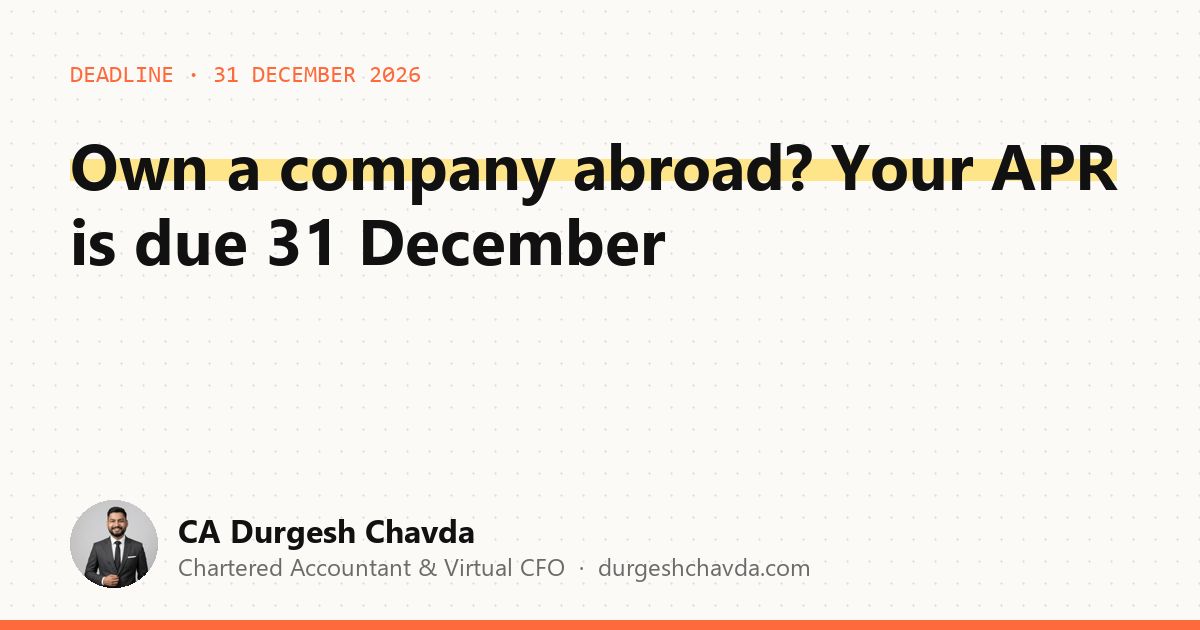 DEADLINE · 31 DECEMBER 2026
Own a company abroad? Your APR
is due 31 December
CA Durgesh Chavda
Chartered Accountant & Virtual CFO · durgeshchavda.com